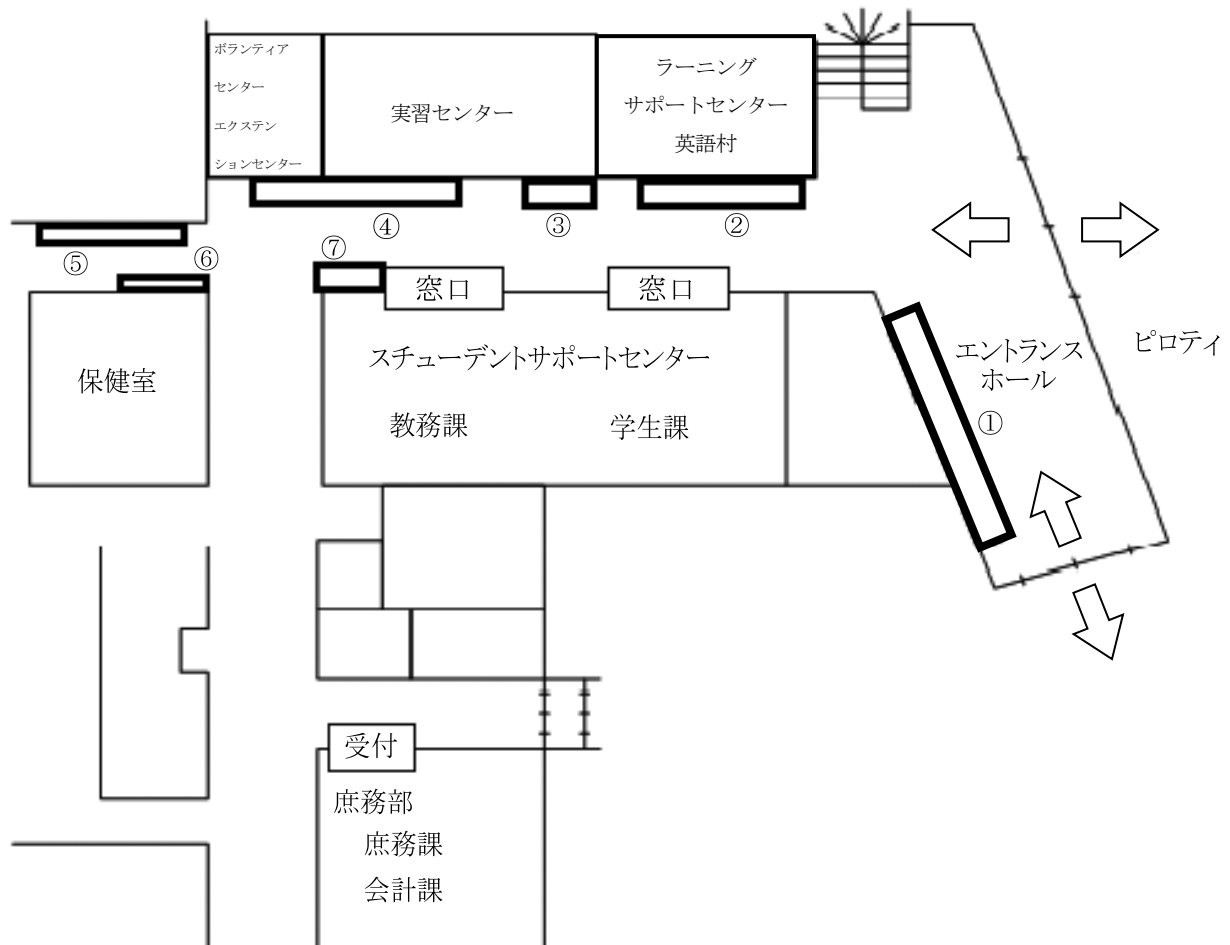 ボランティア
センター
エクステン
ションセンター
実習センター
ラーニング
サポートセンター
英語村
④
③
②
⑤
⑥
⑦
窓口
窓口
スチューデントサポートセンター
教務課
学生課
保健室
エントランス
ホール
①
ピロティ
受付
庶務部
庶務課
会計課